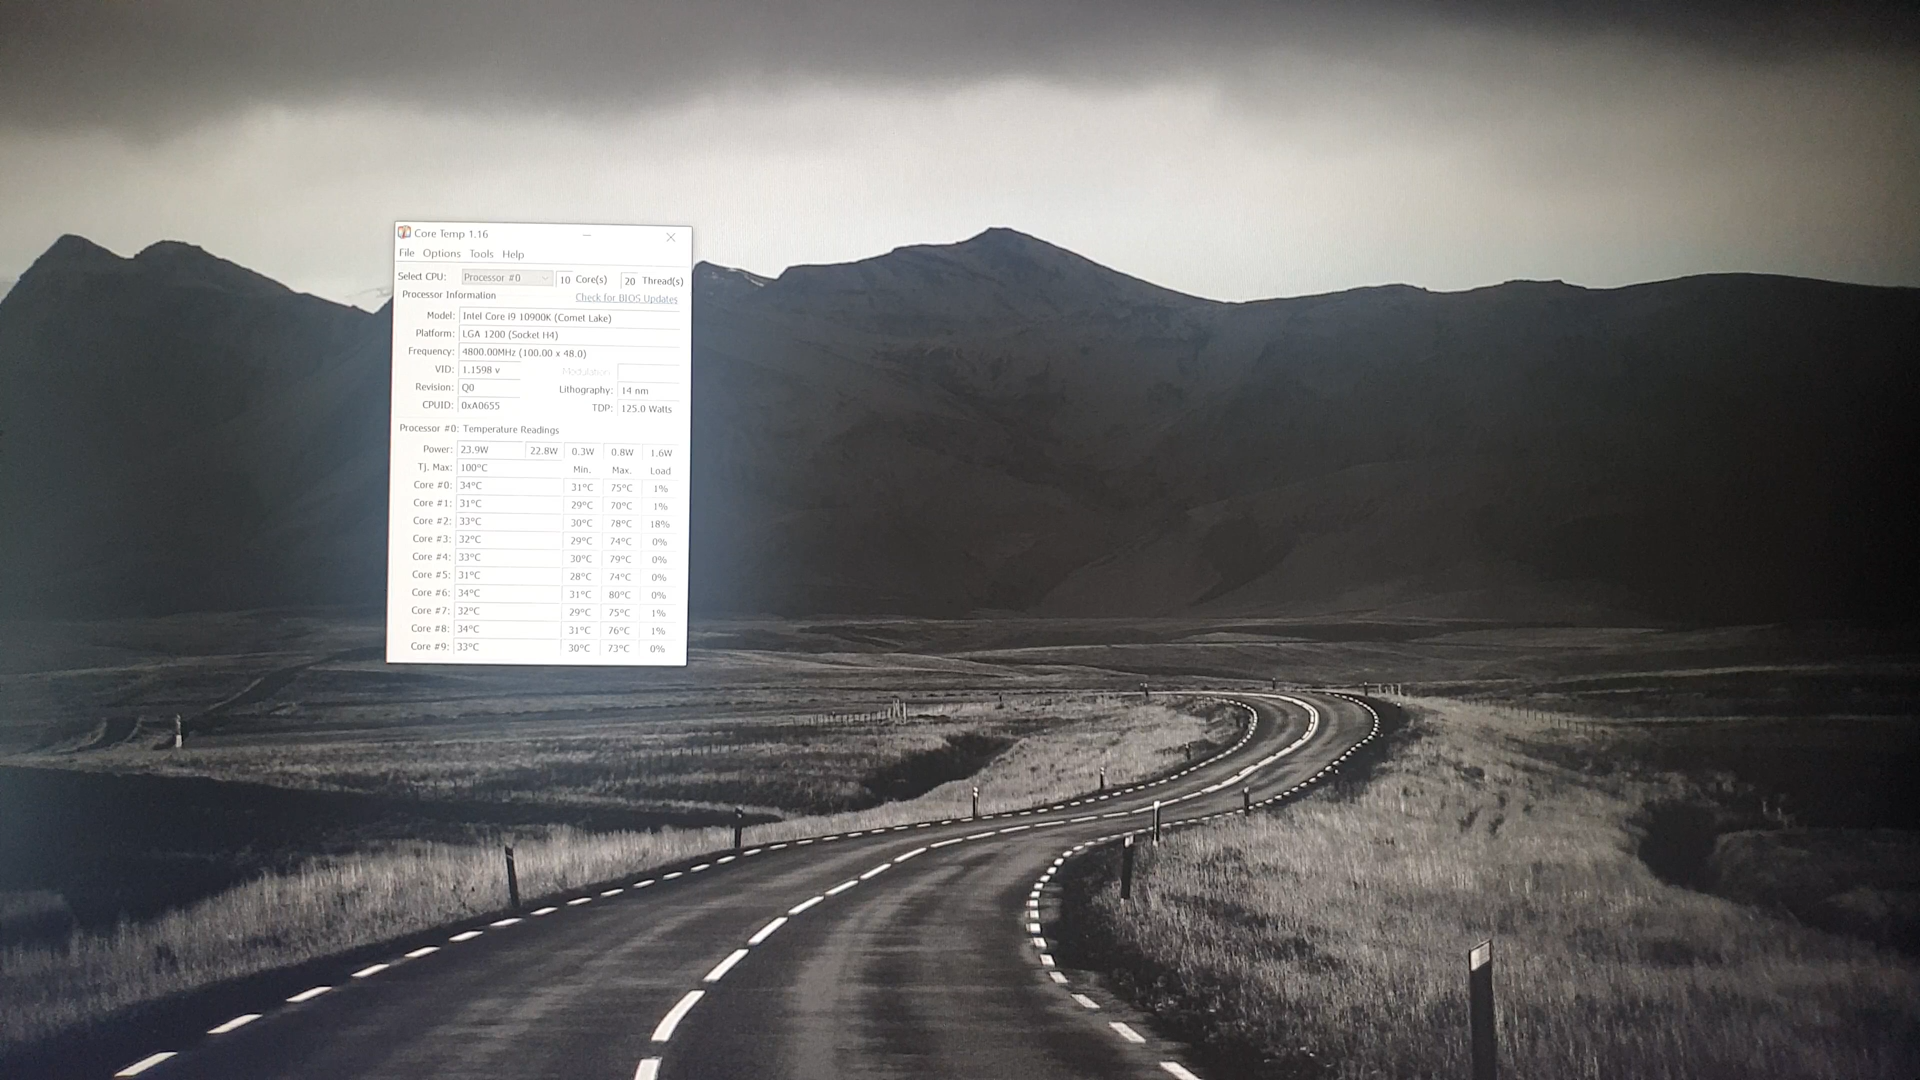 Core Temp 1.16
File Options Tools Help
Select CPU: Processor #0 10 Core(s) 20 Thread(s)
Processor Information Check for BIOS Updates
Model: Intel Core i9 10900K (Comet Lake)
Platform: LGA 1200 (Socket H4)
Frequency: 4800.00MHz (100.00 x 48.0)
VID: 1.1598 v Modulation:
Revision: Q0 Lithography: 14 nm
CPUID: 0xA0655 TDP: 125.0 Watts
Processor #0: Temperature Readings
Power: 23.9W 22.8W 0.3W 0.8W 1.6W
Tj. Max: 100°C Min. Max. Load
Core #0: 34°C 31°C 75°C 1%
Core #1: 31°C 29°C 70°C 1%
Core #2: 33°C 30°C 78°C 18%
Core #3: 32°C 29°C 74°C 0%
Core #4: 33°C 30°C 79°C 0%
Core #5: 31°C 28°C 74°C 0%
Core #6: 34°C 31°C 80°C 0%
Core #7: 32°C 29°C 75°C 1%
Core #8: 34°C 31°C 76°C 1%
Core #9: 33°C 30°C 73°C 0%